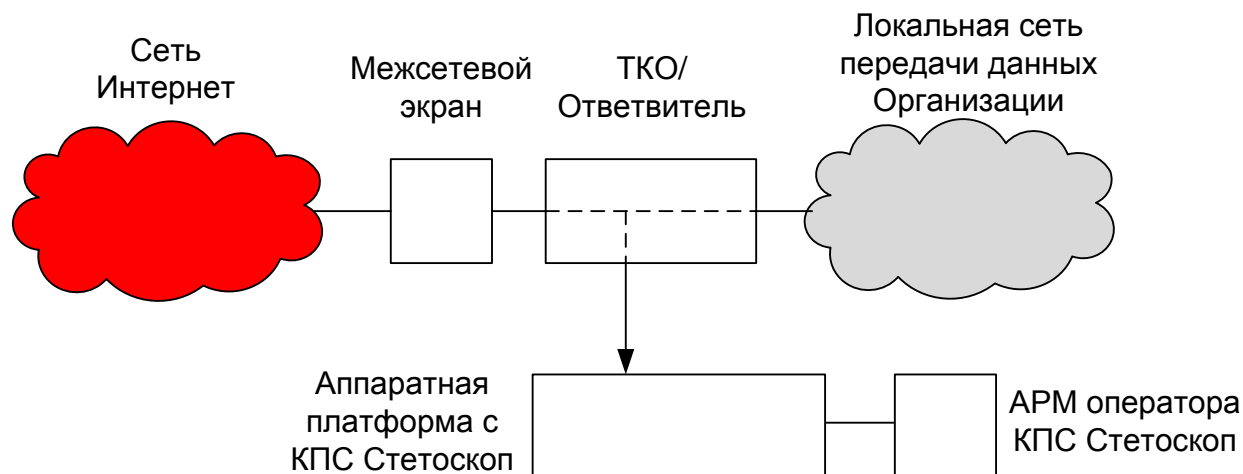 Сеть
Интернет
Межсетевой
экран
ТКО/
Ответвитель
Локальная сеть
передачи данных
Организации
Аппаратная
платформа с
КПС Стетоскоп
АРМ оператора
КПС Стетоскоп